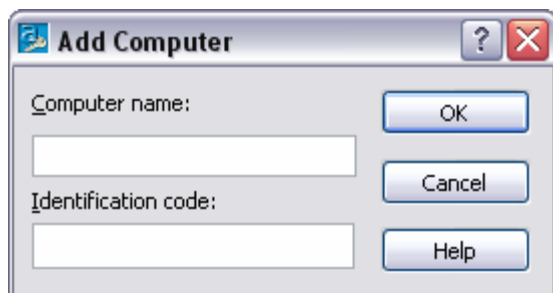 Add Computer
?
Computer name:
OK
Cancel
Identification code:
Help